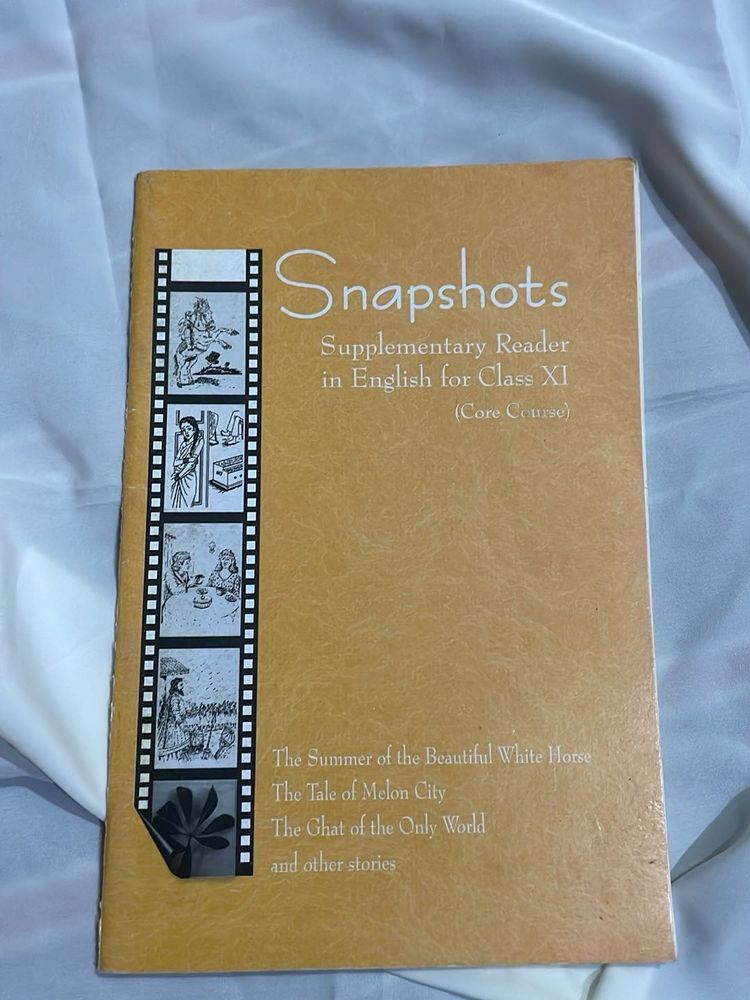 Snapshots
Supplementary Reader
in English for Class XI
(Core Course)
The Summer of the Beautiful White Horse
The Tale of Melon City
The Ghat of the Only World
and other stories